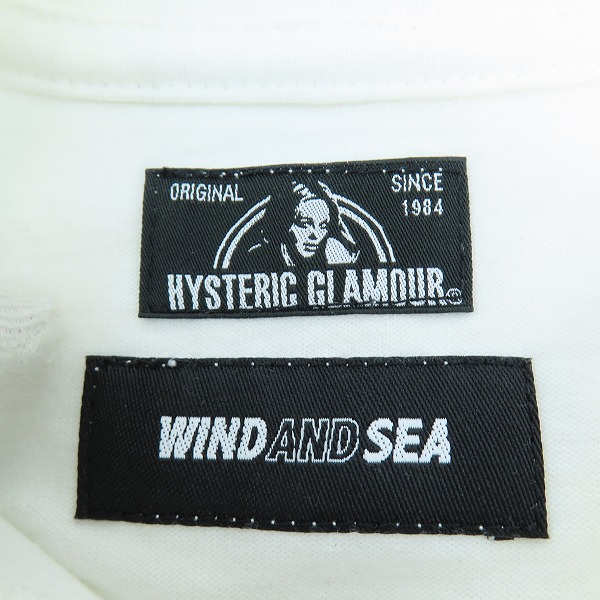 ORIGINAL SINCE
1984
HYSTERIC GLAMOUR®
WIND AND SEA